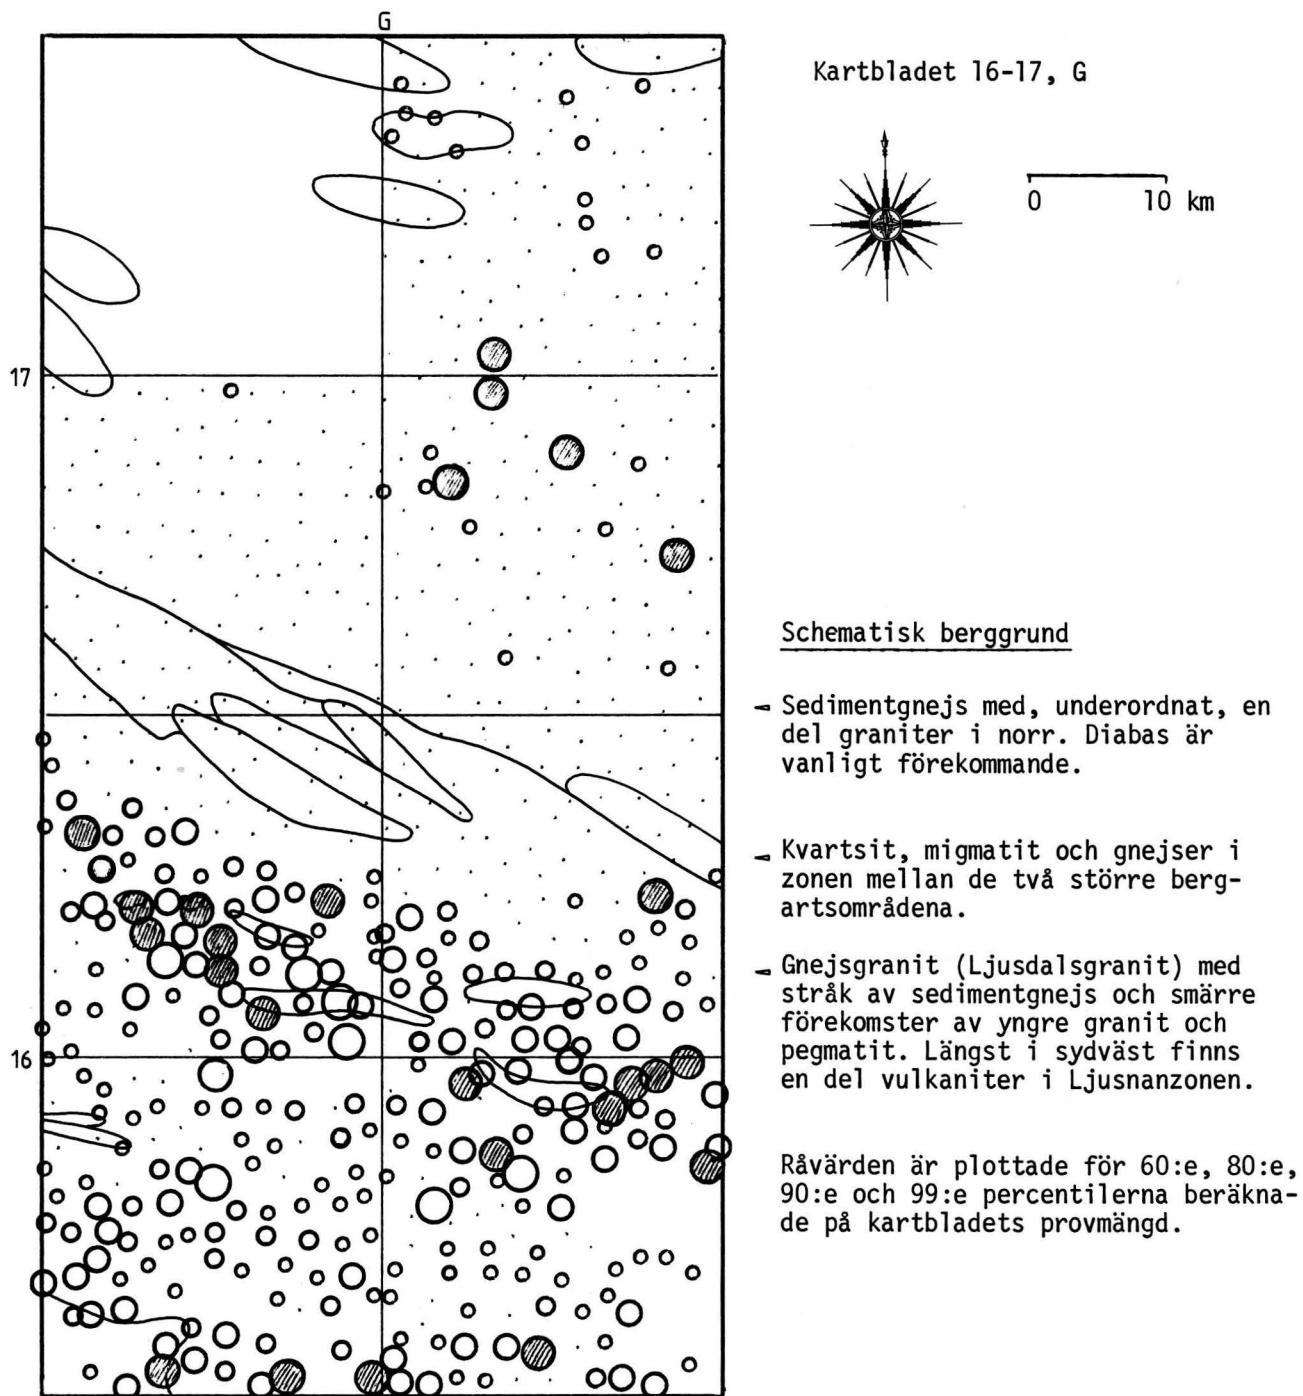 G
Kartbladet 16-17, G
0 10 km
17
Schematisk berggrund
Sedimentgnejs med, underordnat, en
del graniter i norr. Diabas är
vanligt förekommande.
Kvartsit, migmatit och gnejser i
zonen mellan de två större berg-
artsområdena.
Gnejsgranit (Ljusdalsgranit) med
stråk av sedimentgnejs och smärre
förekomster av yngre granit och
pegmatit. Längst i sydväst finns
en del vulkaniter i Ljusnanzonen.
16
Råvärden är plottade för 60:e, 80:e,
90:e och 99:e percentilerna beräkna-
de på kartbladets provmängd.